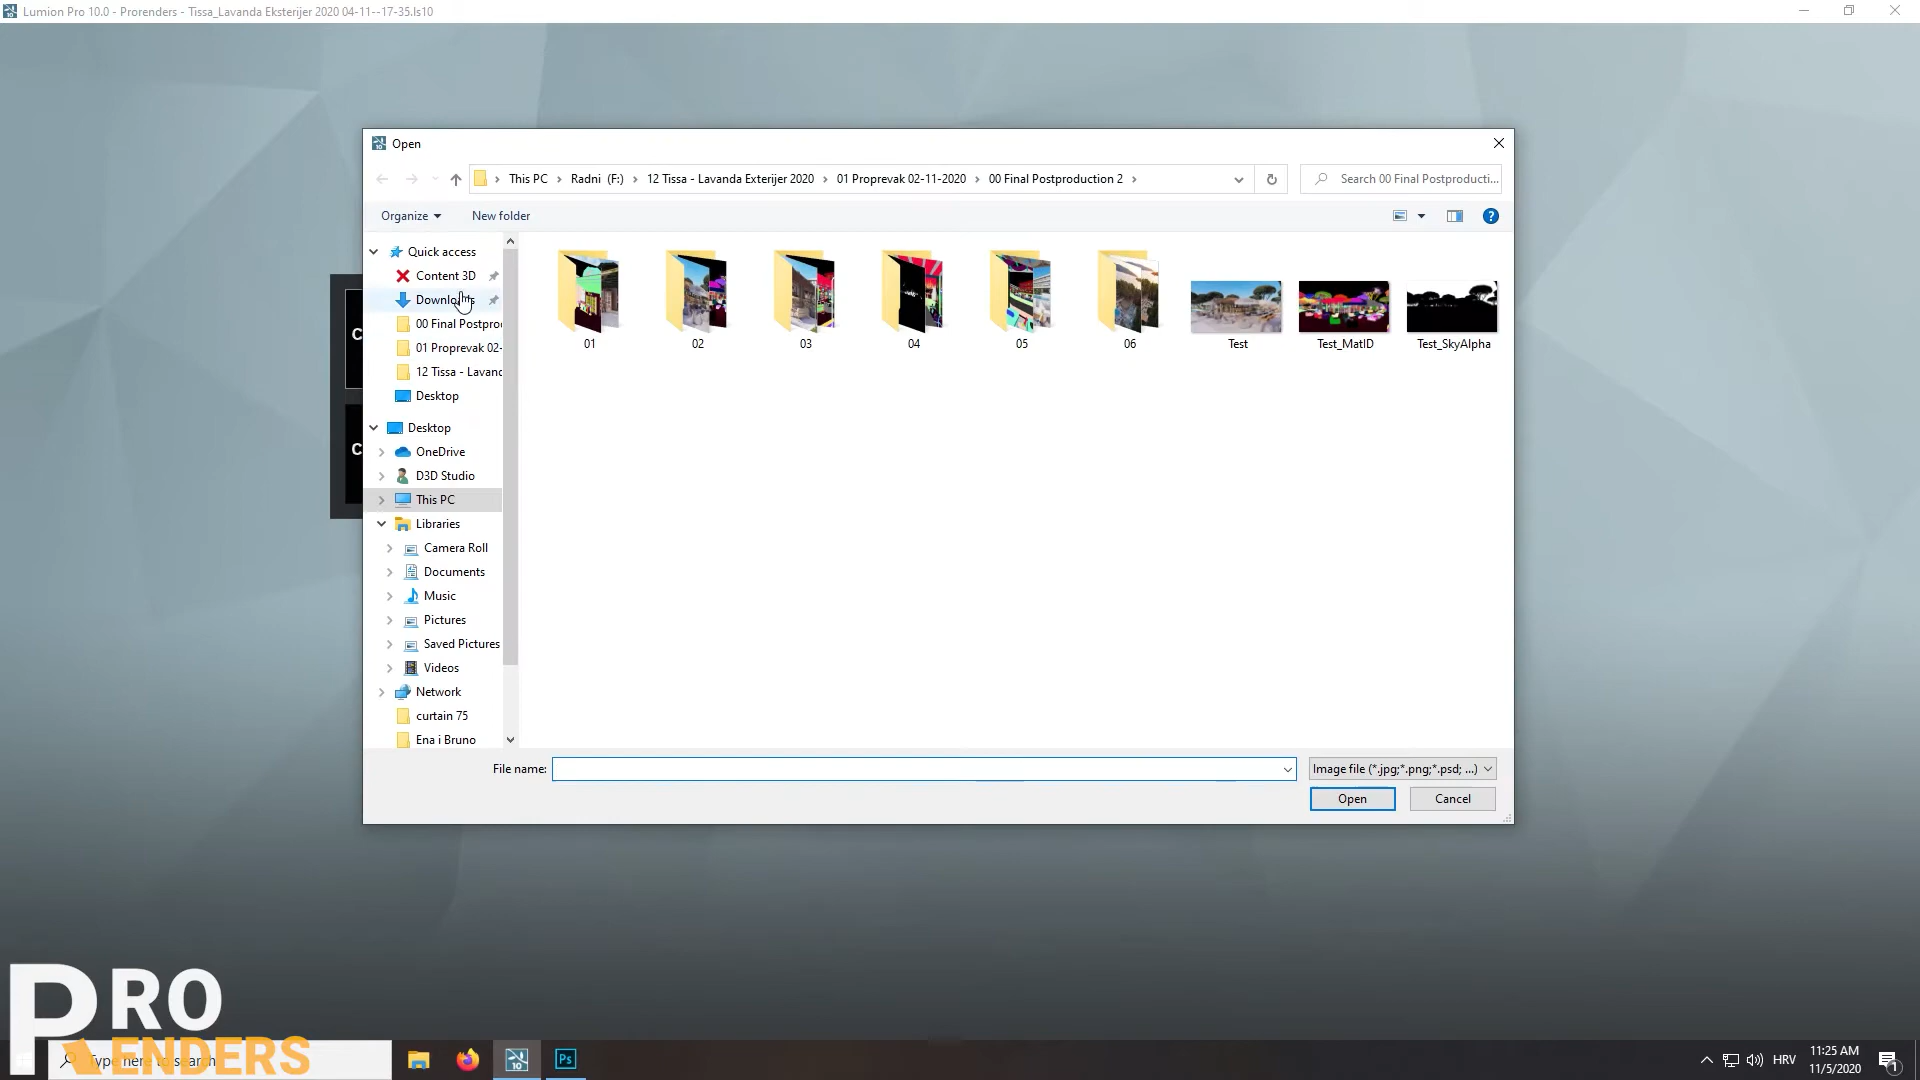 Lumion Pro 10.0 - Prorenders - Tissa_Lavanda Eksterijer 2020 04-11--17-35.ls10
Open
This PC
Radni (F:)
12 Tissa - Lavanda Exterijer 2020
01 Proprevak 02-11-2020
00 Final Postproduction 2
Search 00 Final Postproducti...
Organize
New folder
Quick access
Content 3D
00 Final Postproc
01 Proprevak 02-
12 Tissa - Lavanc
Desktop
Desktop
OneDrive
D3D Studio
This PC
Libraries
Camera Roll
Documents
Music
Pictures
Saved Pictures
Videos
Network
curtain 75
Ena i Bruno
01
02
03
04
05
06
Test
Test_MatID
Test_SkyAlpha
C
C
File name:
Image file (*.jpg;*.png;*.psd; ...)
Open
Cancel
PRO
RENDERS
Type here to search
10
Ps
HRV
11:25 AM
11/5/2020
1